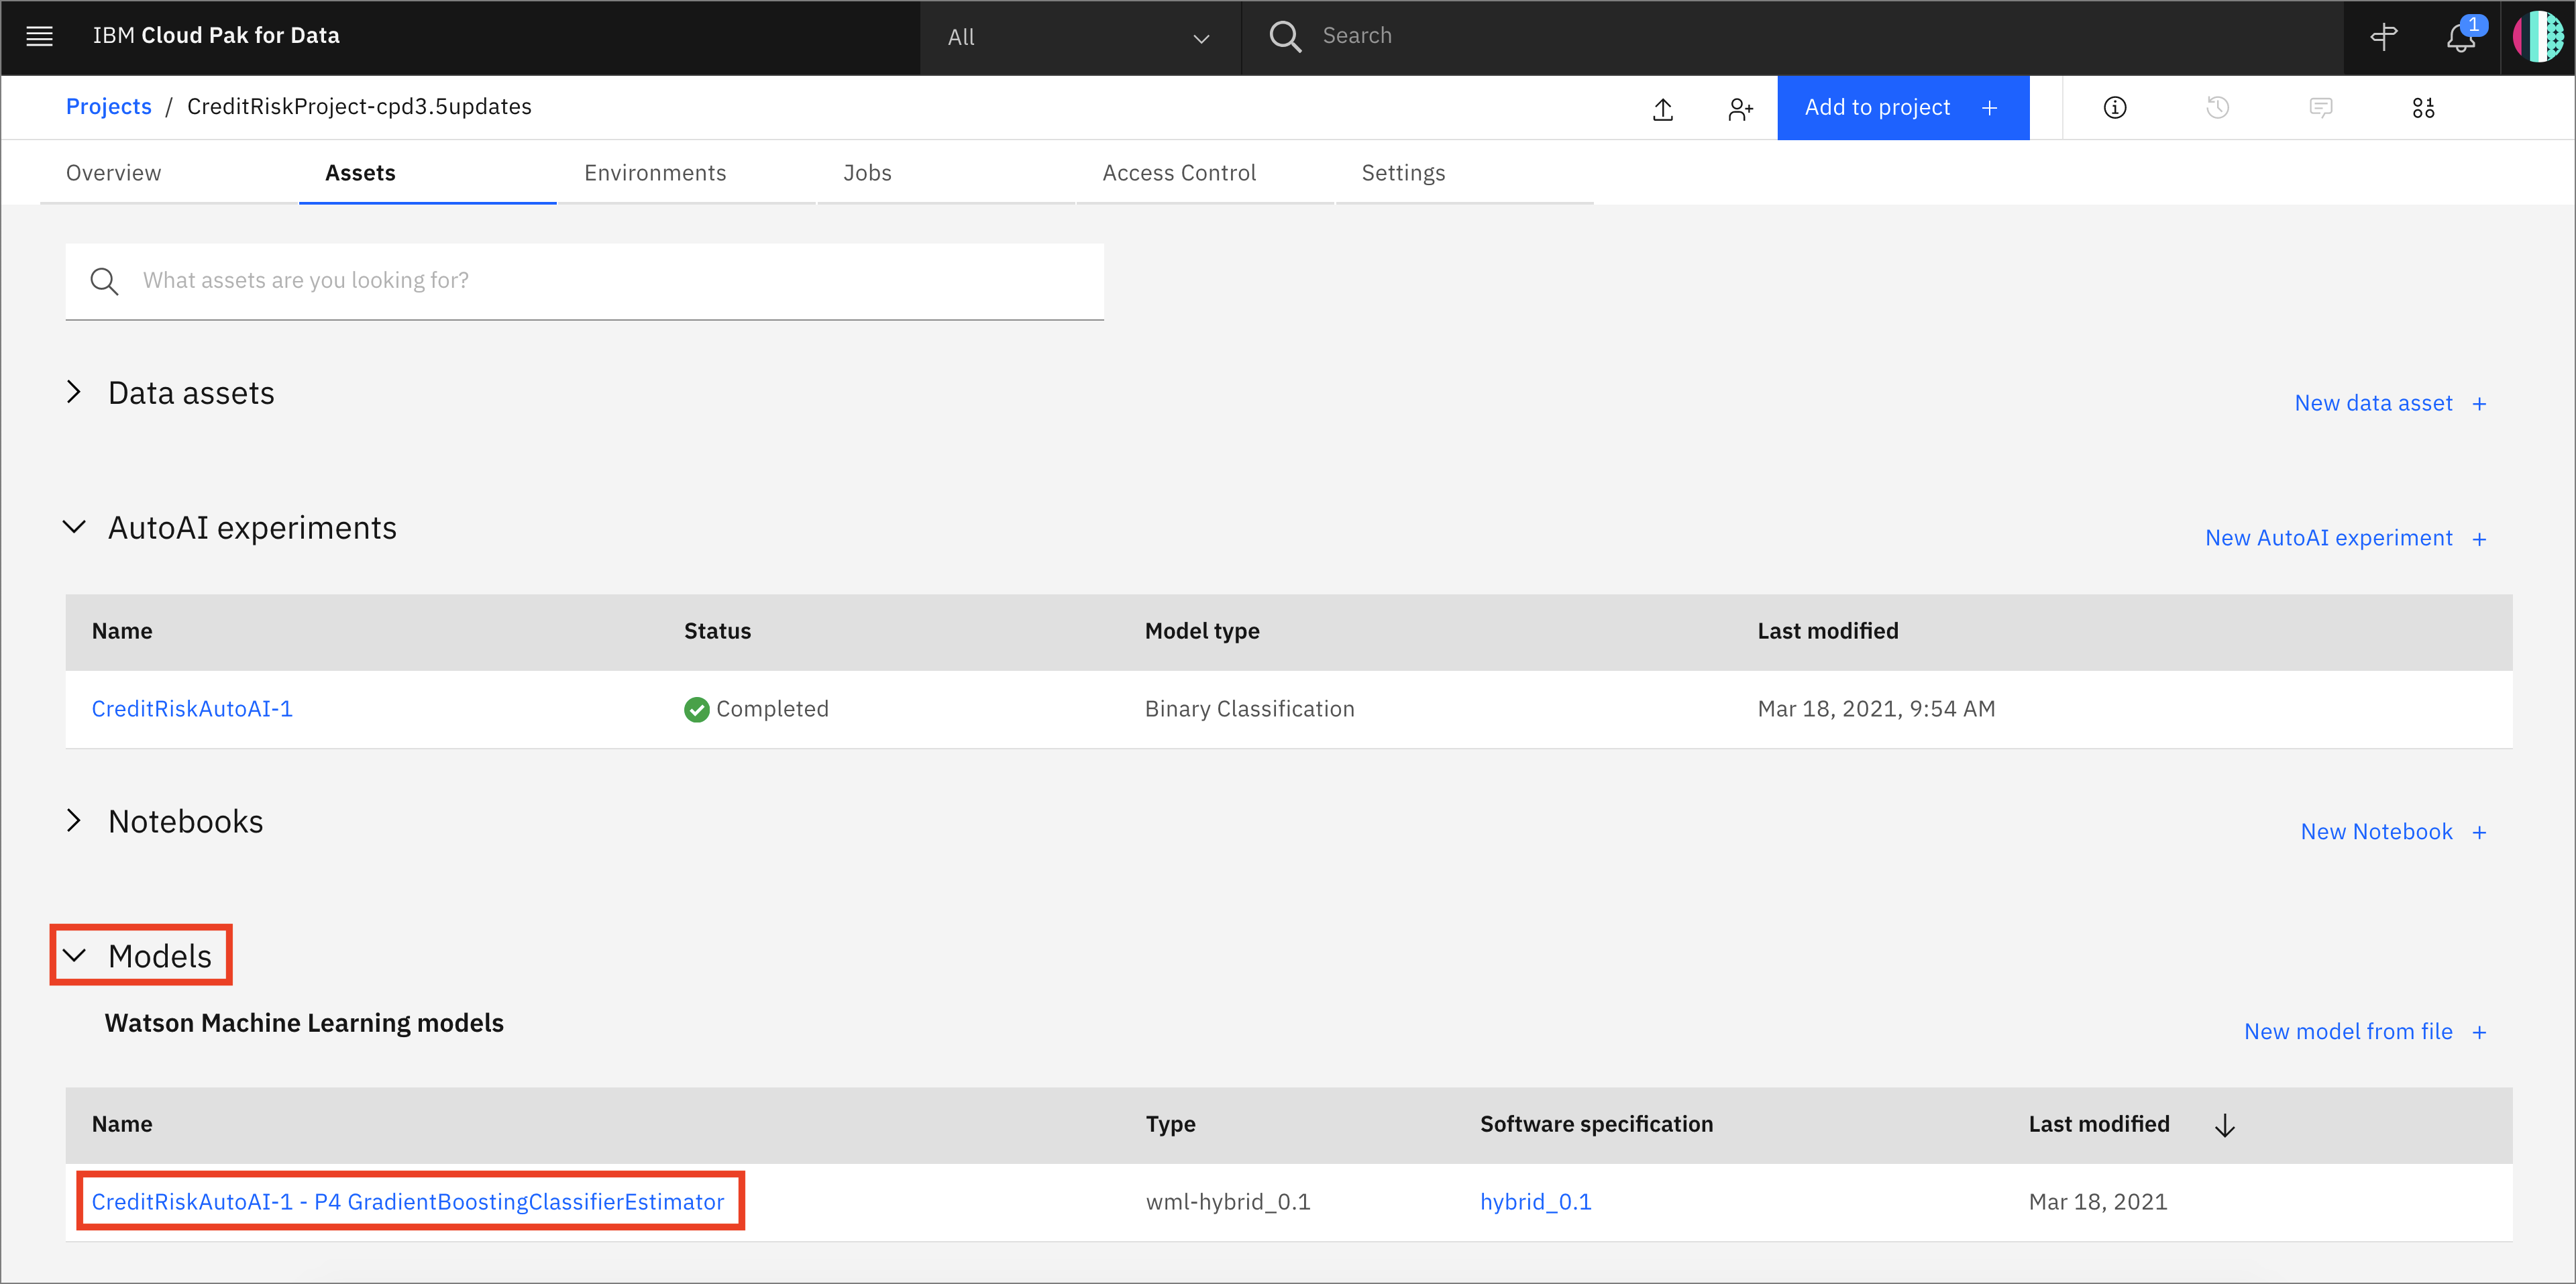 IBM Cloud Pak for Data
All
Search
1
Projects / CreditRiskProject-cpd3.5updates
Add to project +
Overview
Assets
Environments
Jobs
Access Control
Settings
What assets are you looking for?
Data assets
New data asset +
AutoAI experiments
New AutoAI experiment +
Name Status Model type Last modified
CreditRiskAutoAI-1 Completed Binary Classification Mar 18, 2021, 9:54 AM
Notebooks
New Notebook +
Models
Watson Machine Learning models
New model from file +
Name Type Software specification Last modified
CreditRiskAutoAI-1 - P4 GradientBoostingClassifierEstimator wml-hybrid_0.1 hybrid_0.1 Mar 18, 2021